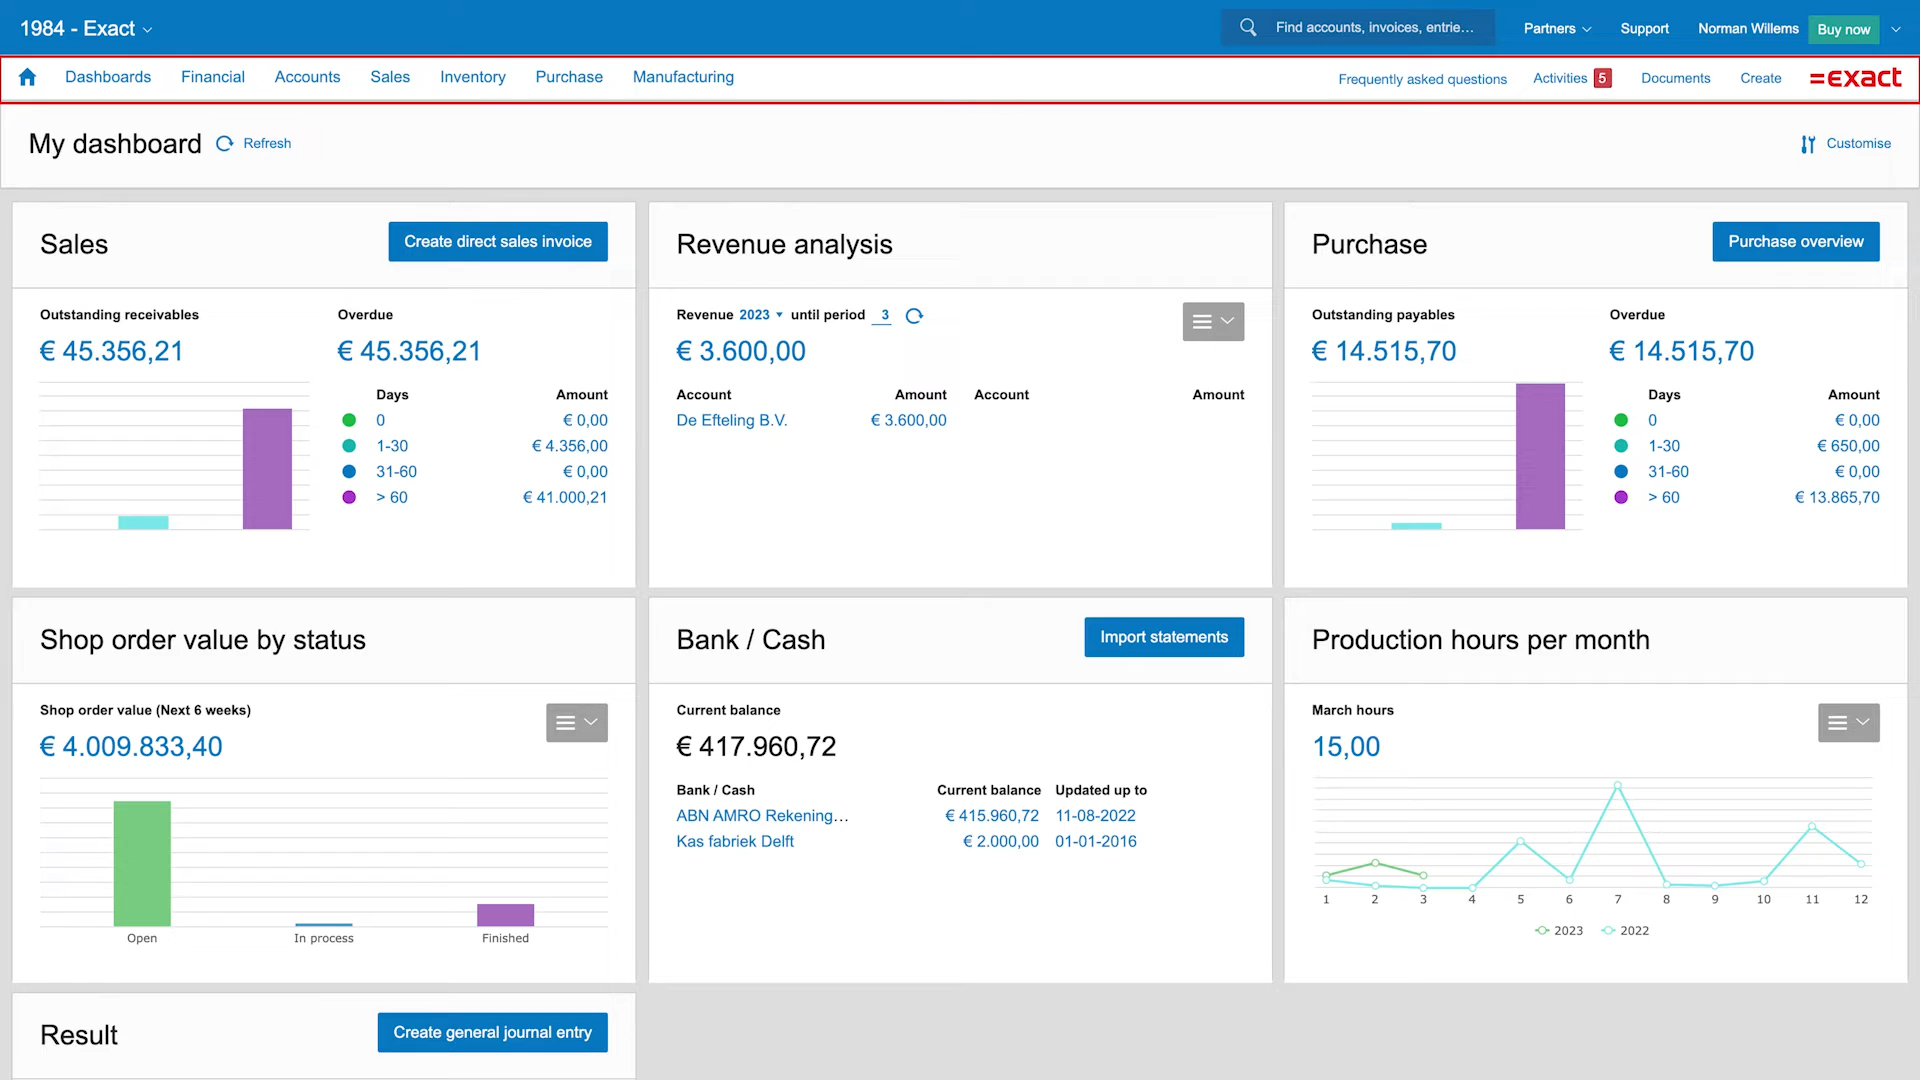 1984 - Exact
Find accounts, invoices, entrie...
Partners
Support
Norman Willems
Buy now
Dashboards
Financial
Accounts
Sales
Inventory
Purchase
Manufacturing
Frequently asked questions
Activities 5
Documents
Create
=exact
My dashboard
Refresh
Customise
Sales
Create direct sales invoice
Outstanding receivables
€ 45.356,21
Overdue
€ 45.356,21
Days Amount
0 € 0,00
1-30 € 4.356,00
31-60 € 0,00
> 60 € 41.000,21
Revenue analysis
Revenue 2023 until period 3
€ 3.600,00
Account Amount Account Amount
De Efteling B.V. € 3.600,00
Purchase
Purchase overview
Outstanding payables
€ 14.515,70
Overdue
€ 14.515,70
Days Amount
0 € 0,00
1-30 € 650,00
31-60 € 0,00
> 60 € 13.865,70
Shop order value by status
Shop order value (Next 6 weeks)
€ 4.009.833,40
Open In process Finished
Bank / Cash
Import statements
Current balance
€ 417.960,72
Bank / Cash Current balance Updated up to
ABN AMRO Rekening... € 415.960,72 11-08-2022
Kas fabriek Delft € 2.000,00 01-01-2016
Production hours per month
March hours
15,00
1 2 3 4 5 6 7 8 9 10 11 12
2023 2022
Result
Create general journal entry